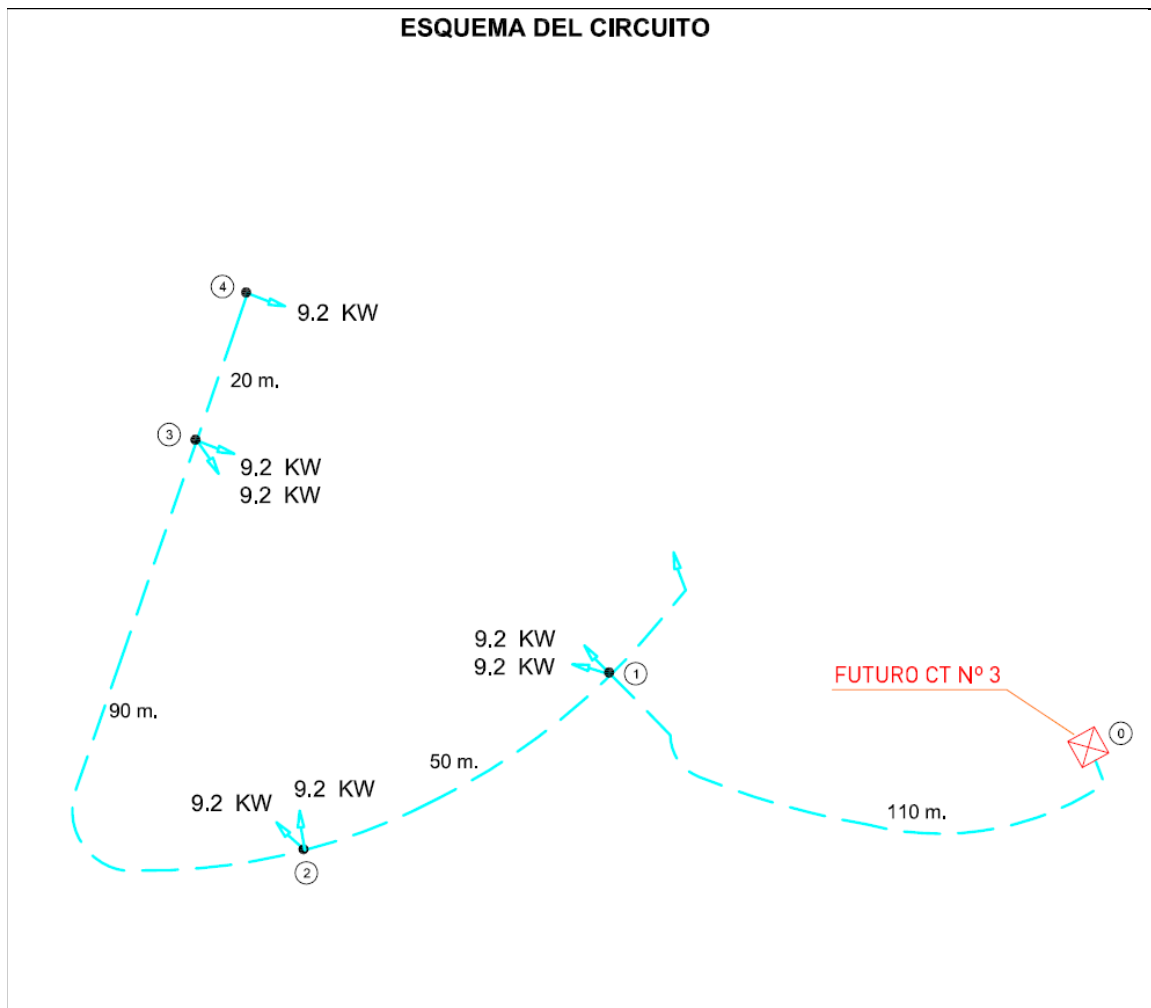 ESQUEMA DEL CIRCUITO
4
9.2 KW
20 m.
3
9.2 KW
9.2 KW
9.2 KW
9.2 KW
1
FUTURO CT Nº 3
0
90 m.
50 m.
9.2 KW
9.2 KW
110 m.
2